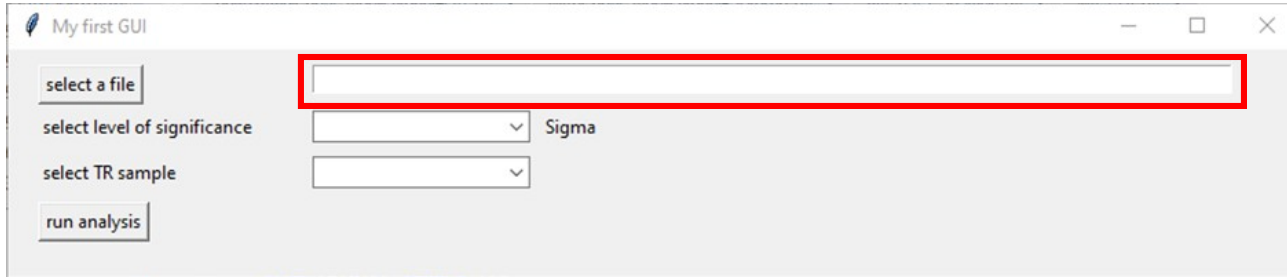 My first GUI
select a file
select level of significance Sigma
select TR sample
run analysis